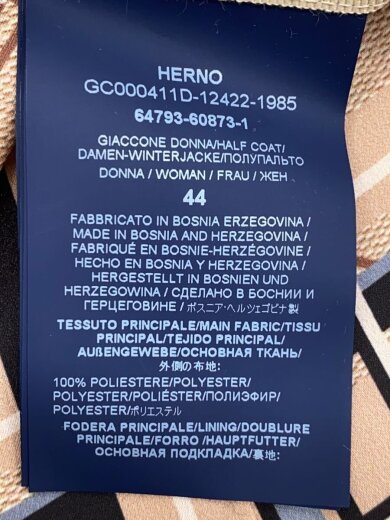 HERNO
GC000411D-12422-1985
64793-60873-1
GIACCONE DONNA/HALF COAT/
DAMEN-WINTERJACKE/ПОЛУПАЛЬТО
DONNA / WOMAN / FRAU / ЖЕН
44
FABBRICATO IN BOSNIA ERZEGOVINA/
MADE IN BOSNIA AND HERZEGOVINA/
FABRIQUÉ EN BOSNIE-HERZÉGOVINE/
HECHO EN BOSNIA Y HERZEGOVINA/
HERGESTELLT IN BOSNIEN UND
HERZEGOWINA / СДЕЛАНО В БОСНИИ И
ГЕРЦЕГОВИНЕ / ボスニア・ヘルツェゴビナ製
TESSUTO PRINCIPALE/MAIN FABRIC/TISSU
PRINCIPAL/TEJIDO PRINCIPAL/
AUßENGEWEBE/ОСНОВНАЯ ТКАНЬ/
外側の布地:
100% POLIESTERE/POLYESTER/
POLYESTER/POLIÉSTER/ПОЛИЭФИР/
POLYESTER/ポリエステル
FODERA PRINCIPALE/LINING/DOUBLURE
PRINCIPALE/FORRO /HAUPTFUTTER/
ОСНОВНАЯ ПОДКЛАДКА/裏地: